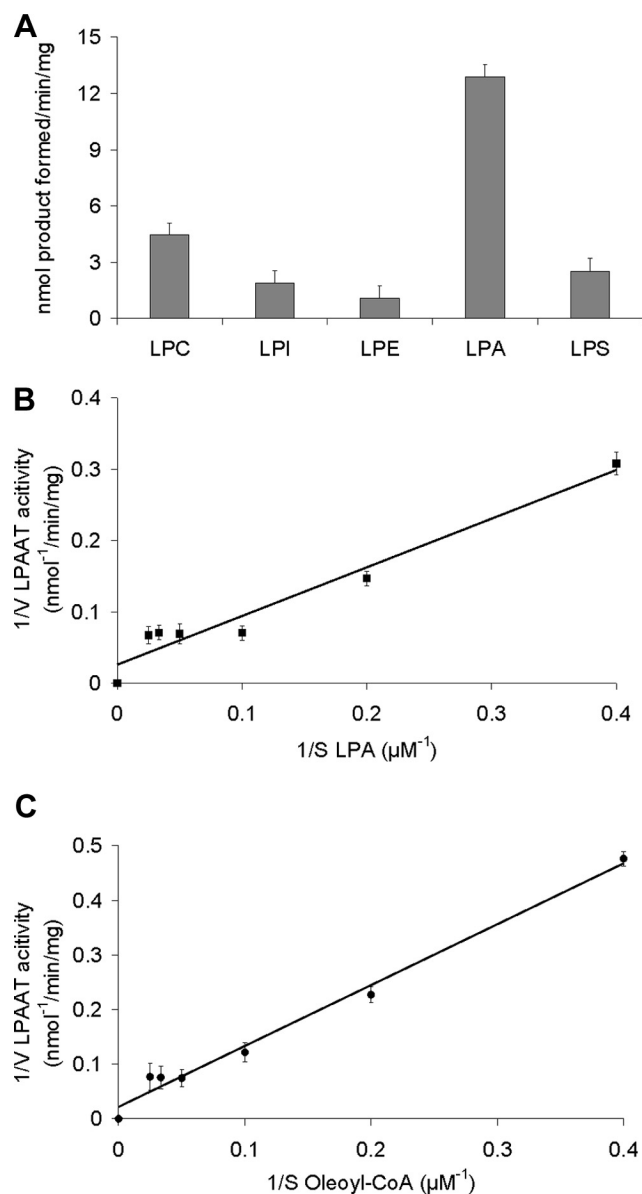 A
nmol product formed/min/mg
15
12
9
6
3
0
LPC LPI LPE LPA LPS
B
1/V LPAAT acitivity
(nmol⁻¹/min/mg)
0.4
0.3
0.2
0.1
0
0 0.1 0.2 0.3 0.4
1/S LPA (µM⁻¹)
C
1/V LPAAT acitivity
(nmol⁻¹/min/mg)
0.5
0.4
0.3
0.2
0.1
0
0 0.1 0.2 0.3 0.4
1/S Oleoyl-CoA (µM⁻¹)